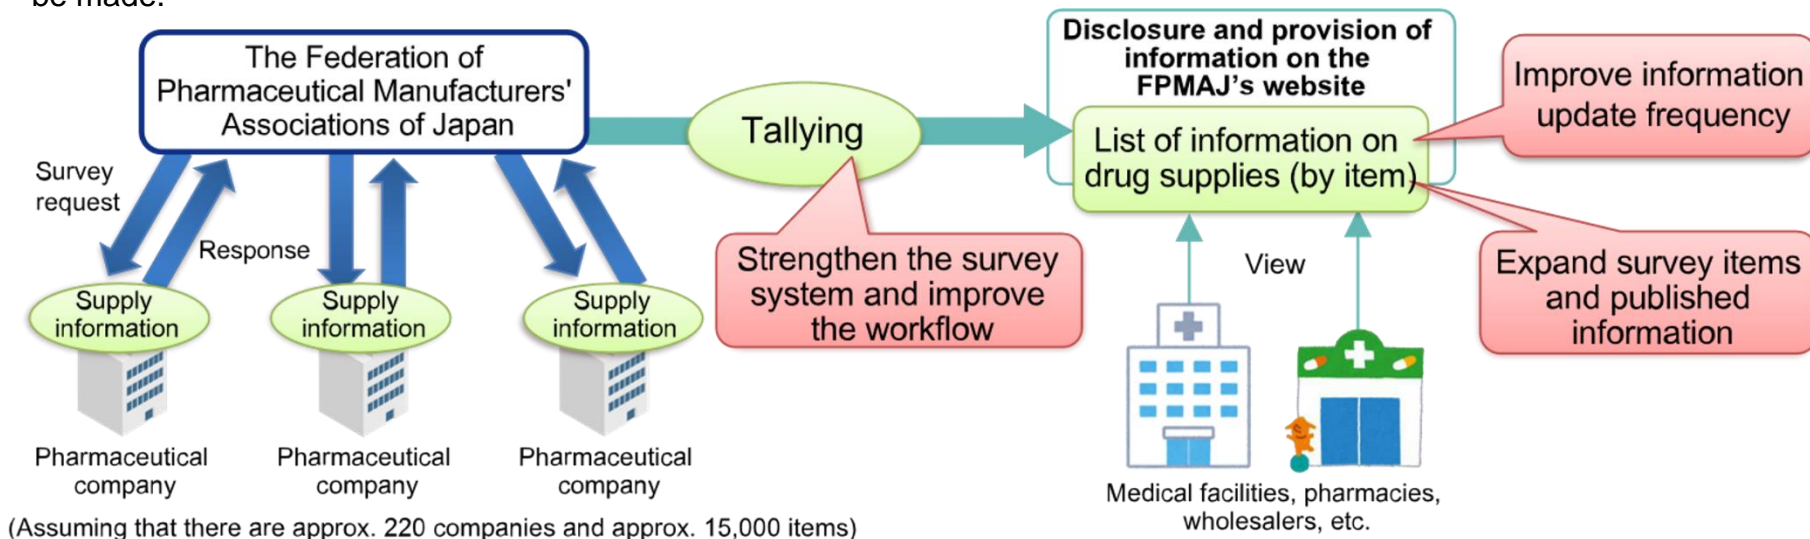 be made.
The Federation of
Pharmaceutical Manufacturers'
Associations of Japan
Survey
request
Response
Supply
information
Supply
information
Supply
information
Pharmaceutical
company
Pharmaceutical
company
Pharmaceutical
company
(Assuming that there are approx. 220 companies and approx. 15,000 items)
Tallying
Strengthen the survey
system and improve
the workflow
Disclosure and provision of
information on the
FPMAJ's website
List of information on
drug supplies (by item)
Improve information
update frequency
Expand survey items
and published
information
View
Medical facilities, pharmacies,
wholesalers, etc.